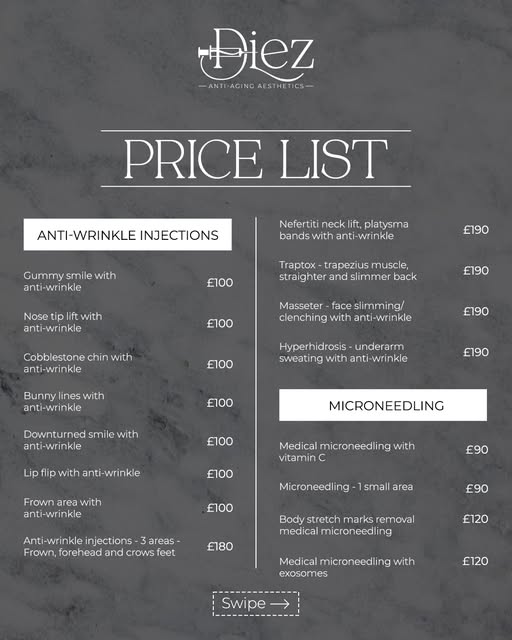 Diez
ANTI-AGING AESTHETICS
PRICE LIST
ANTI-WRINKLE INJECTIONS
Gummy smile with
anti-wrinkle £100
Nose tip lift with
anti-wrinkle £100
Cobblestone chin with
anti-wrinkle £100
Bunny lines with
anti-wrinkle £100
Downturned smile with
anti-wrinkle £100
Lip flip with anti-wrinkle £100
Frown area with
anti-wrinkle £100
Anti-wrinkle injections - 3 areas -
Frown, forehead and crows feet £180
Nefertiti neck lift, platysma
bands with anti-wrinkle £190
Traptox - trapezius muscle,
straighter and slimmer back £190
Masseter - face slimming/
clenching with anti-wrinkle £190
Hyperhidrosis - underarm
sweating with anti-wrinkle £190
MICRONEEDLING
Medical microneedling with
vitamin C £90
Microneedling - 1 small area £90
Body stretch marks removal
medical microneedling £120
Medical microneedling with
exosomes £120
Swipe →